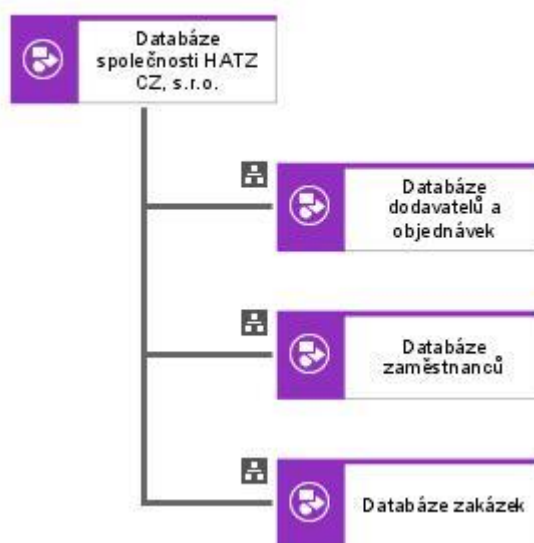 Databáze
společnosti HATZ
CZ, s.r.o.
Databáze
dodavatelů a
objednávek
Databáze
zaměstnanců
Databáze zakázek